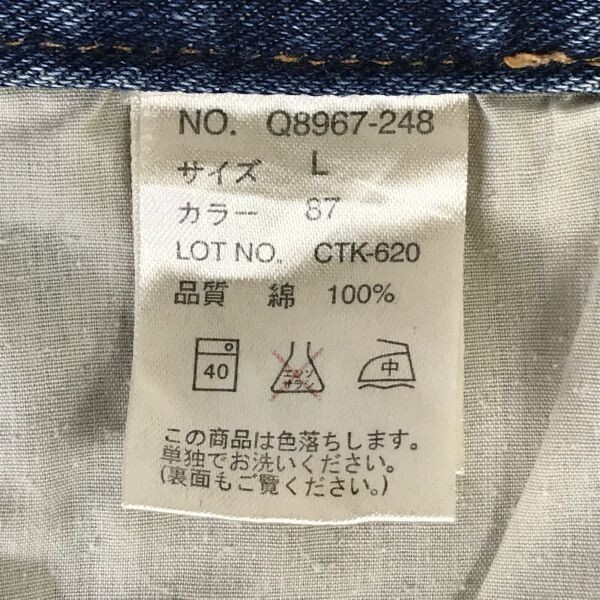 NO. Q8967-248
サイズ L
カラー 87
LOT NO. CTK-620
品質 綿 100%
40 エンソ サラシ 中
この商品は色落ちします。
単独でお洗いください。
(裏面もご覧ください。)